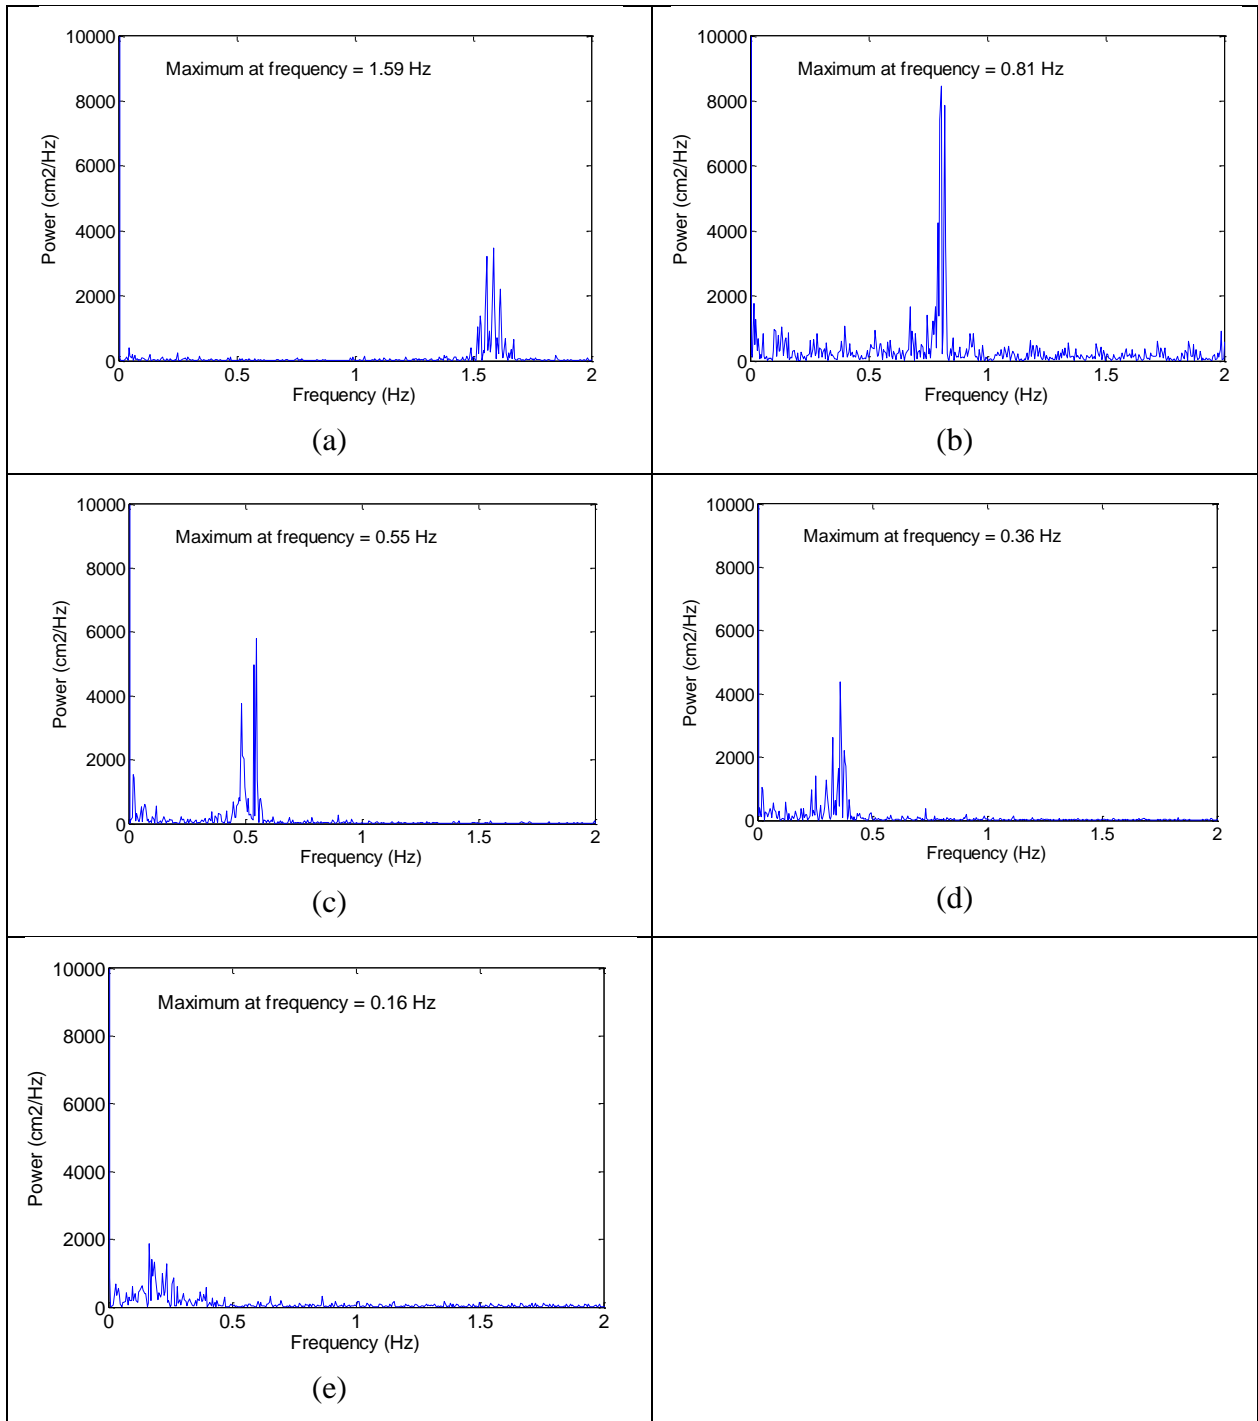 10000
Maximum at frequency = 1.59 Hz
8000
6000
4000
2000
0
Power (cm2/Hz)
0 0.5 1 1.5 2
Frequency (Hz)
(a)
10000
Maximum at frequency = 0.81 Hz
8000
6000
4000
2000
0
Power (cm2/Hz)
0 0.5 1 1.5 2
Frequency (Hz)
(b)
10000
Maximum at frequency = 0.55 Hz
8000
6000
4000
2000
0
Power (cm2/Hz)
0 0.5 1 1.5 2
Frequency (Hz)
(c)
10000
Maximum at frequency = 0.36 Hz
8000
6000
4000
2000
0
Power (cm2/Hz)
0 0.5 1 1.5 2
Frequency (Hz)
(d)
10000
Maximum at frequency = 0.16 Hz
8000
6000
4000
2000
0
Power (cm2/Hz)
0 0.5 1 1.5 2
Frequency (Hz)
(e)